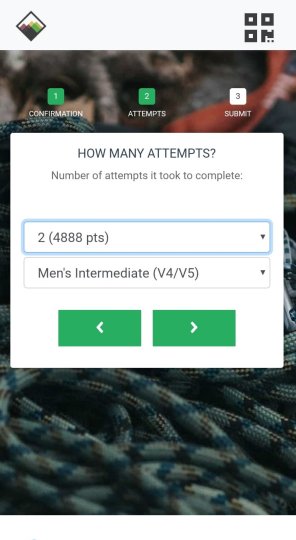 1
2
3
CONFIRMATION
ATTEMPTS
SUBMIT
HOW MANY ATTEMPTS?
Number of attempts it took to complete:
2 (4888 pts)
Men's Intermediate (V4/V5)